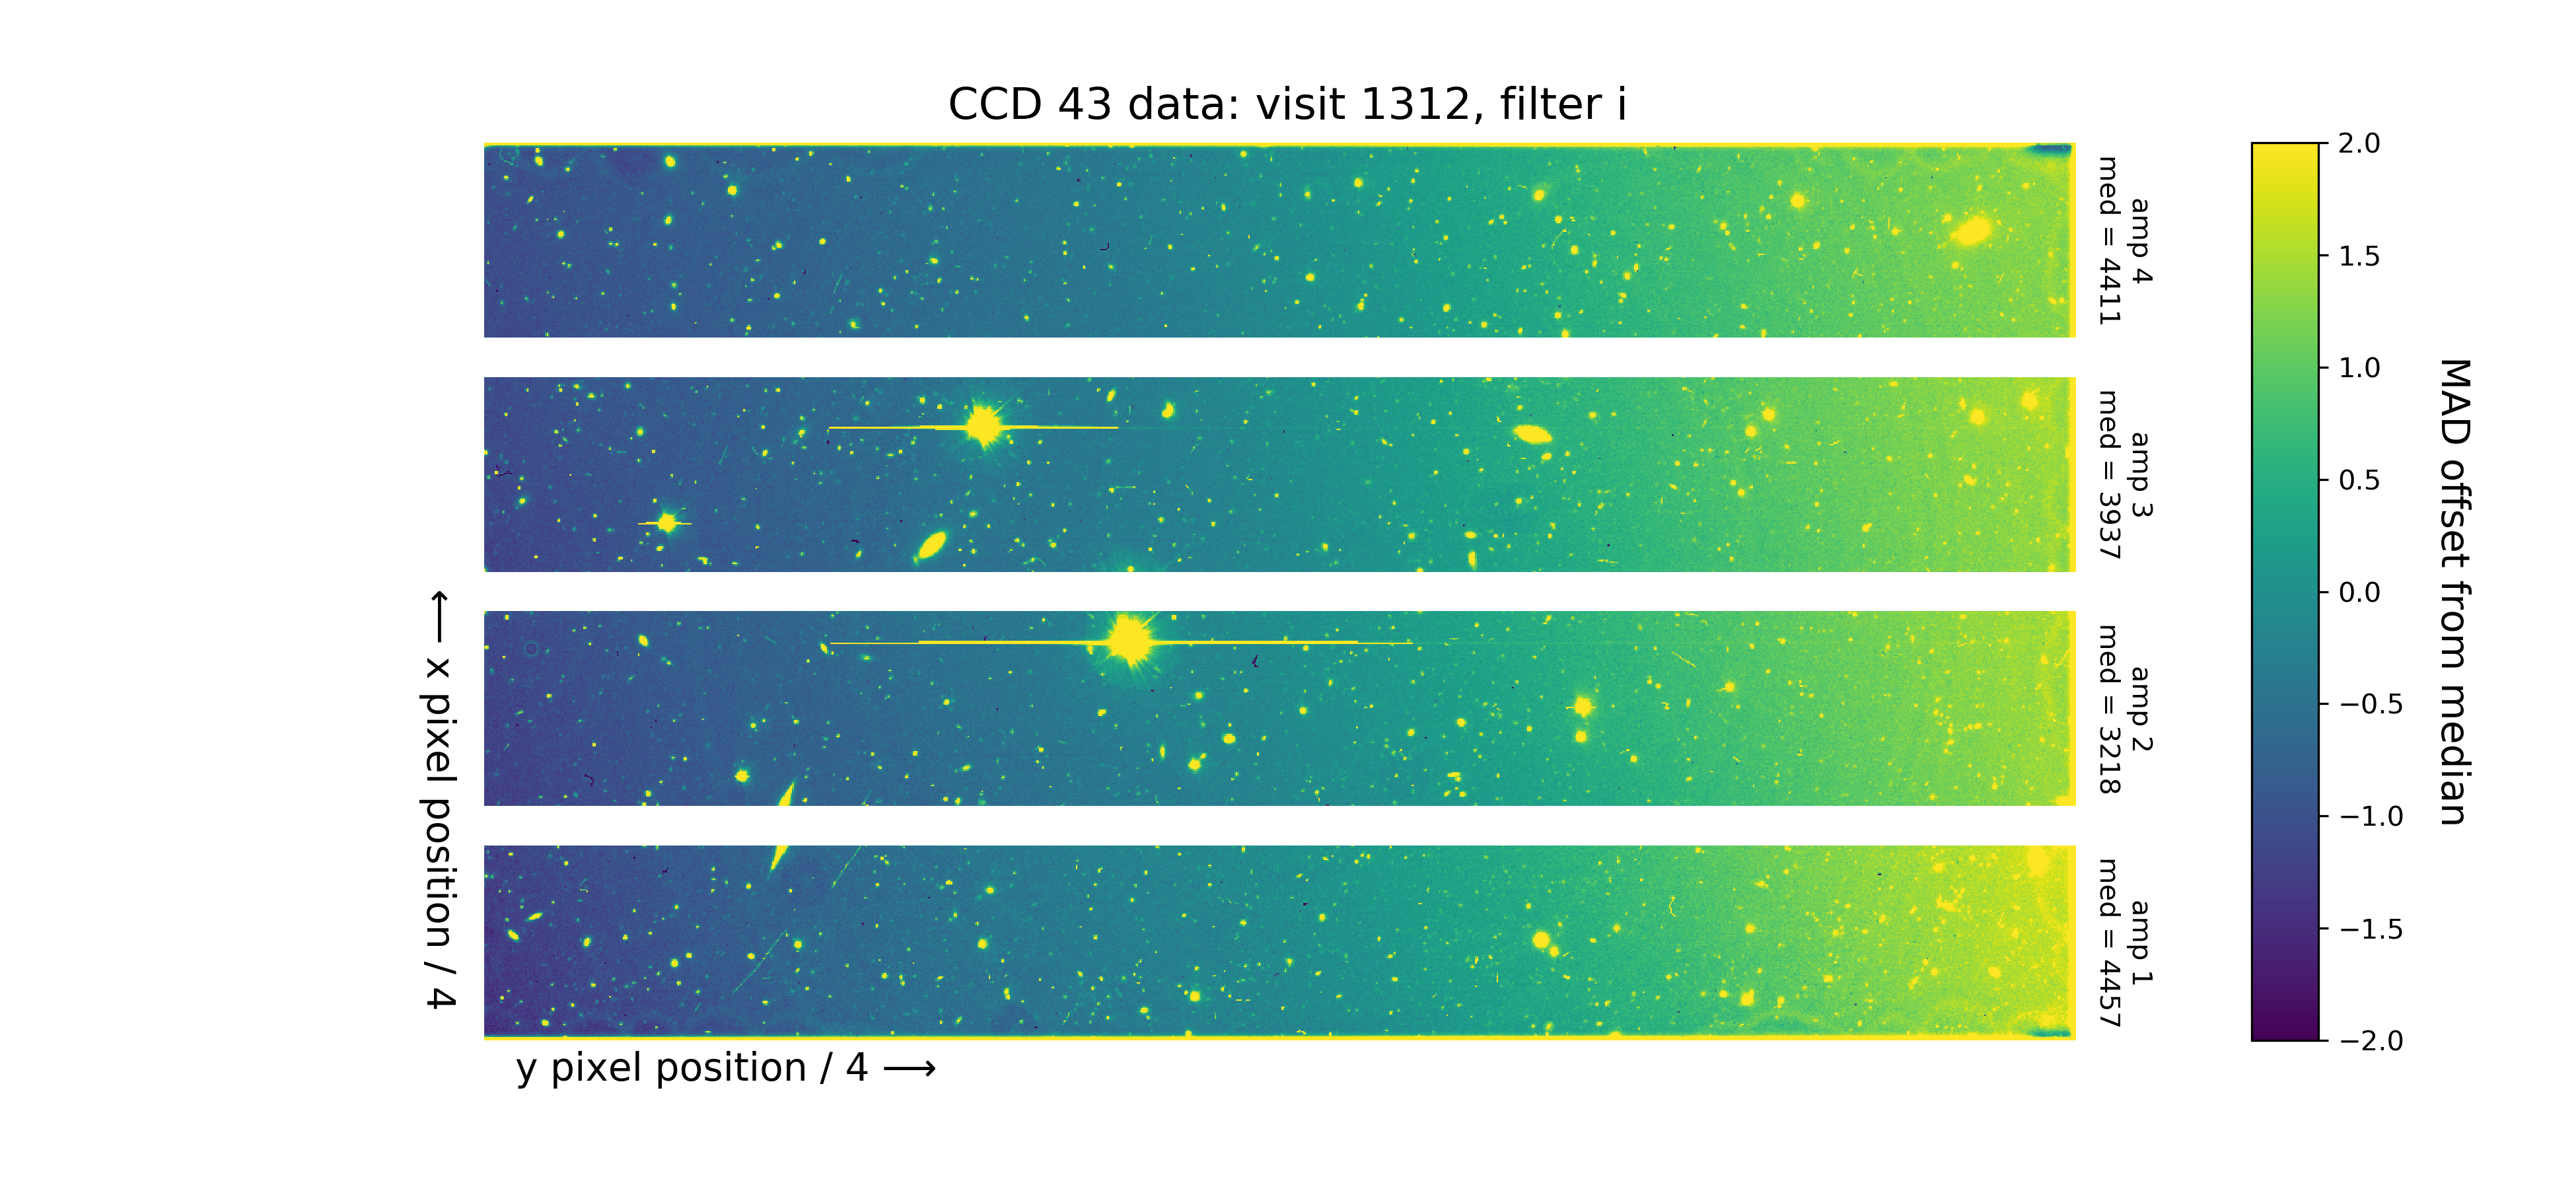 CCD 43 data: visit 1312, filter i
amp 4
med = 4411
amp 3
med = 3937
amp 2
med = 3218
amp 1
med = 4457
⟵ x pixel position / 4
y pixel position / 4 ⟶
2.0
1.5
1.0
0.5
0.0
−0.5
−1.0
−1.5
−2.0
MAD offset from median